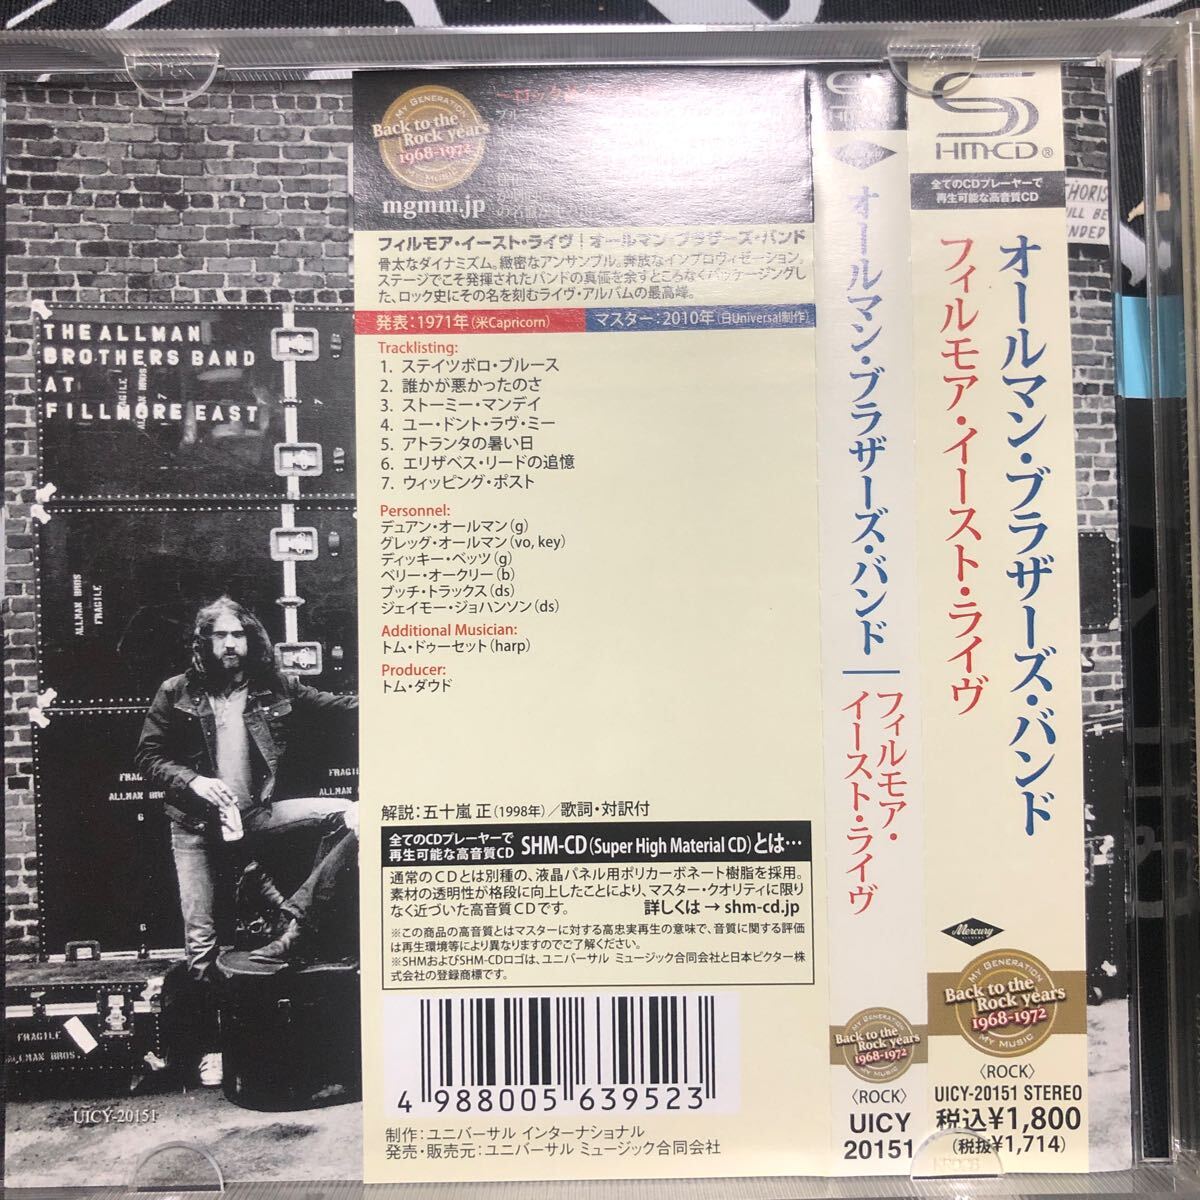 THE ALLMAN
BROTHERS BAND
AT
FILLMORE EAST
FRAGILE
ALLMAN BROS
FRAGILE
7
7
ALLMAN BROS
FRAGILE
FRAGILE
ALLMAN BRO
6
FRAGILE
ALLMAN BROS
6
FRAGILE
ALLMAN BROS.
UICY-20151
MY GENERATION
Back to the
Rock years
1968-1972
MY MUSIC
mgmm.jp
フィルモア・イースト・ライヴ|オールマン・ブラザーズ・バンド
骨太なダイナミズム。緻密なアンサンブル。奔放なインプロヴィゼーション。
ステージでこそ発揮されたバンドの真価を余すところなくパッケージングし
た、ロック史にその名を刻むライヴ・アルバムの最高峰。
発表：1971年（米Capricorn）
マスター：2010年（日Universal制作）
Tracklisting:
1. ステイツボロ・ブルース
2. 誰かが悪かったのさ
3. ストーミー・マンデイ
4. ユー・ドント・ラヴ・ミー
5. アトランタの暑い日
6. エリザベス・リードの追憶
7. ウィッピング・ポスト
Personnel:
デュアン・オールマン(g)
グレッグ・オールマン(vo, key)
ディッキー・ベッツ(g)
ベリー・オークリー(b)
ブッチ・トラックス(ds)
ジェイモー・ジョハンソン(ds)
Additional Musician:
トム・ドゥーセット(harp)
Producer:
トム・ダウド
解説：五十嵐 正（1998年）／歌詞・対訳付
全てのCDプレーヤーで
再生可能な高音質CD
SHM-CD(Super High Material CD)とは…
通常のCDとは別種の、液晶パネル用ポリカーボネート樹脂を採用。
素材の透明性が格段に向上したことにより、マスター・クオリティに限り
なく近づいた高音質CDです。 詳しくは→shm-cd.jp
※この商品の高音質とはマスターに対する高忠実再生の意味で、音質に関する評価
は再生環境等により異なりますのでご了解ください。
※SHMおよびSHM-CDロゴは、ユニバーサル ミュージック合同会社と日本ビクター株
式会社の登録商標です。
4 988005 639523
制作：ユニバーサル インターナショナル
発売・販売元：ユニバーサル ミュージック合同会社
オールマン・ブラザーズ・バンド
フィルモア・
イースト・ライヴ
MY GENERATION
Back to the
Rock years
1968-1972
MY MUSIC
〈ROCK〉
UICY
20151
SHM-CD®
全てのCDプレーヤーで
再生可能な高音質CD
オールマン・ブラザーズ・バンド
フィルモア・イースト・ライヴ
Mercury
MY GENERATION
Back to the
Rock years
1968-1972
MY MUSIC
〈ROCK〉
UICY-20151 STEREO
税込¥1,800
(税抜¥1,714)
THORIS
ILL BE
ENDED